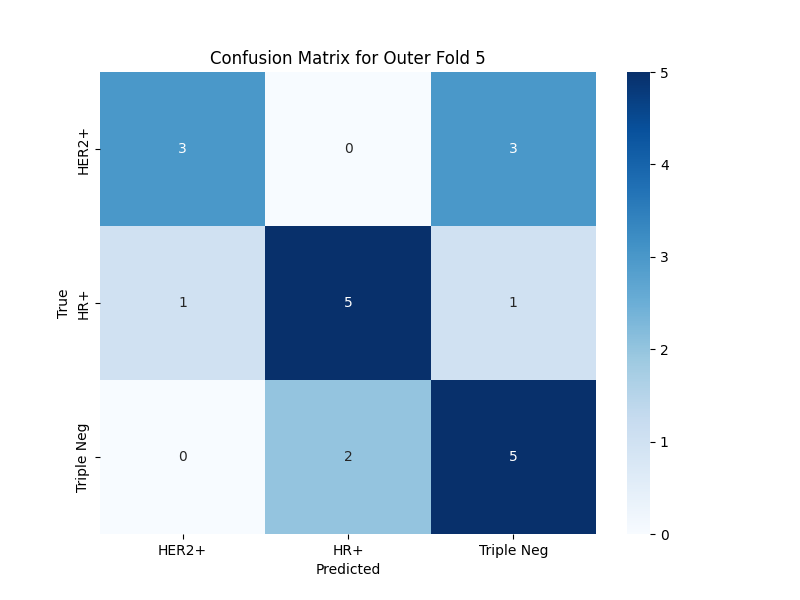 Confusion Matrix for Outer Fold 5
True
HER2+
3
0
3
HR+
1
5
1
Triple Neg
0
2
5
HER2+
HR+
Triple Neg
Predicted
5
4
3
2
1
0